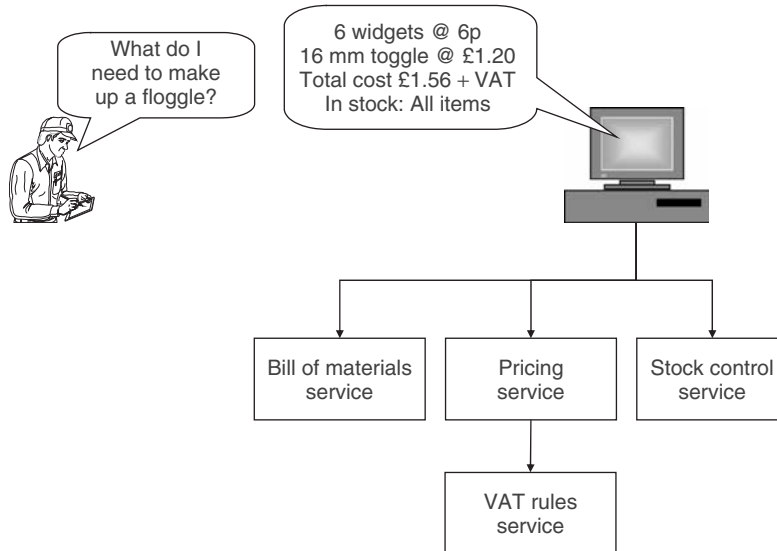 What do I
need to make
up a floggle?
6 widgets @ 6p
16 mm toggle @ £1.20
Total cost £1.56 + VAT
In stock: All items
Bill of materials
service
Pricing
service
Stock control
service
VAT rules
service